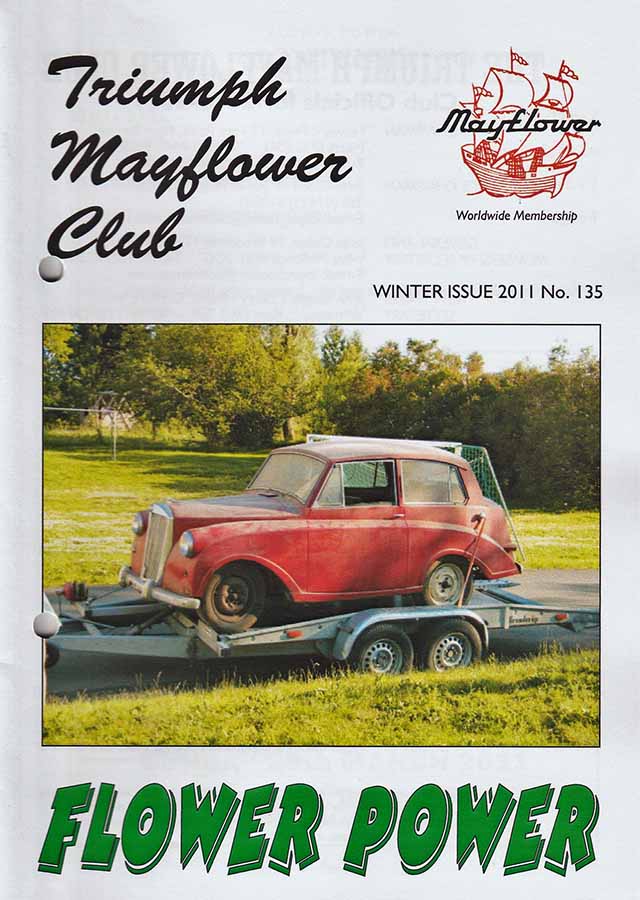 Triumph
Mayflower
Club
Mayflower
Worldwide Membership
WINTER ISSUE 2011 No. 135
FLOWER POWER